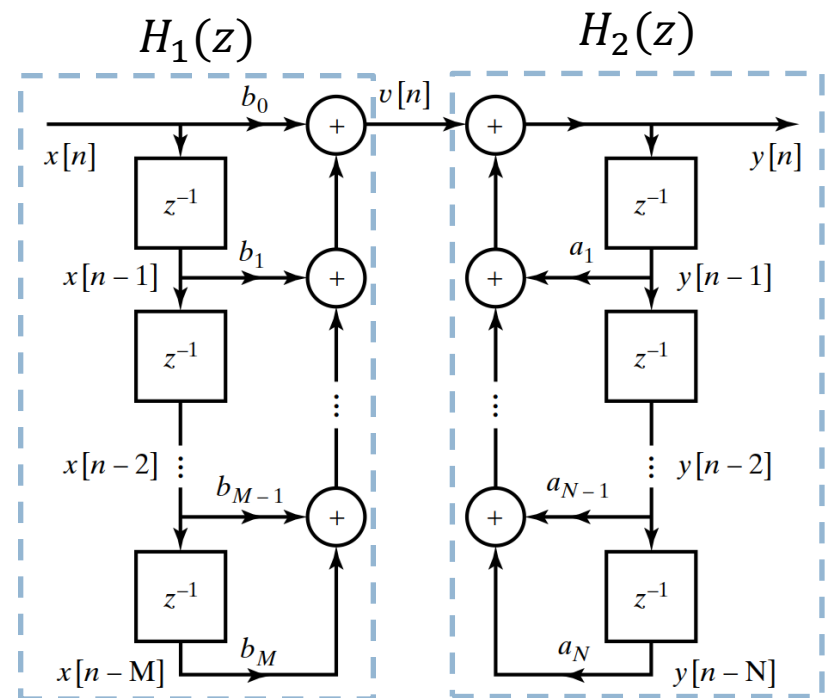 H₁(z) H₂(z)
b₀ v[n]
+ +
x[n] y[n]
z⁻¹ z⁻¹
x[n − 1] b₁ + + a₁ y[n − 1]
z⁻¹ z⁻¹
⋮ ⋮
x[n − 2] ⋮ ⋮ y[n − 2]
b_{M−1} + + a_{N−1}
z⁻¹ z⁻¹
x[n − M] b_M a_N y[n − N]